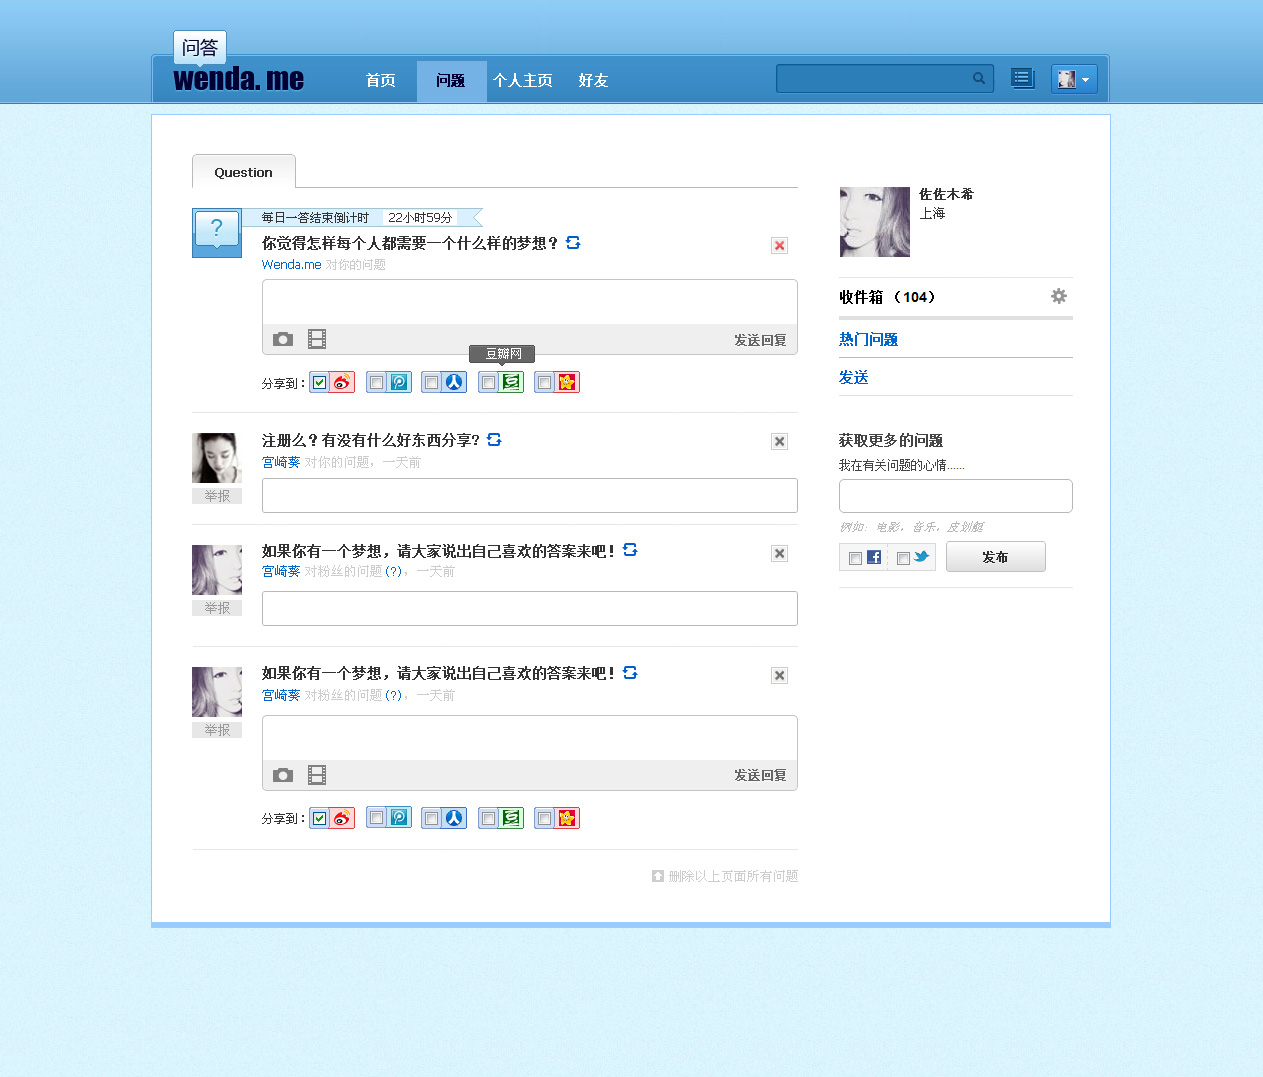 问答
wenda.me
首页 问题 个人主页 好友
Question
每日一答结束倒计时 22小时59分
你觉得怎样每个人都需要一个什么样的梦想？
Wenda.me 对你的问题
发送回复
豆瓣网
分享到：
注册么？有没有什么好东西分享?
宫崎葵 对你的问题，一天前
举报
如果你有一个梦想，请大家说出自己喜欢的答案来吧！
宫崎葵 对粉丝的问题 (?)，一天前
举报
如果你有一个梦想，请大家说出自己喜欢的答案来吧！
宫崎葵 对粉丝的问题 (?)，一天前
举报
发送回复
分享到：
删除以上页面所有问题
佐佐木希
上海
收件箱 （104）
热门问题
发送
获取更多的问题
我在有关问题的心情......
例如：电影，音乐，皮划艇
发布